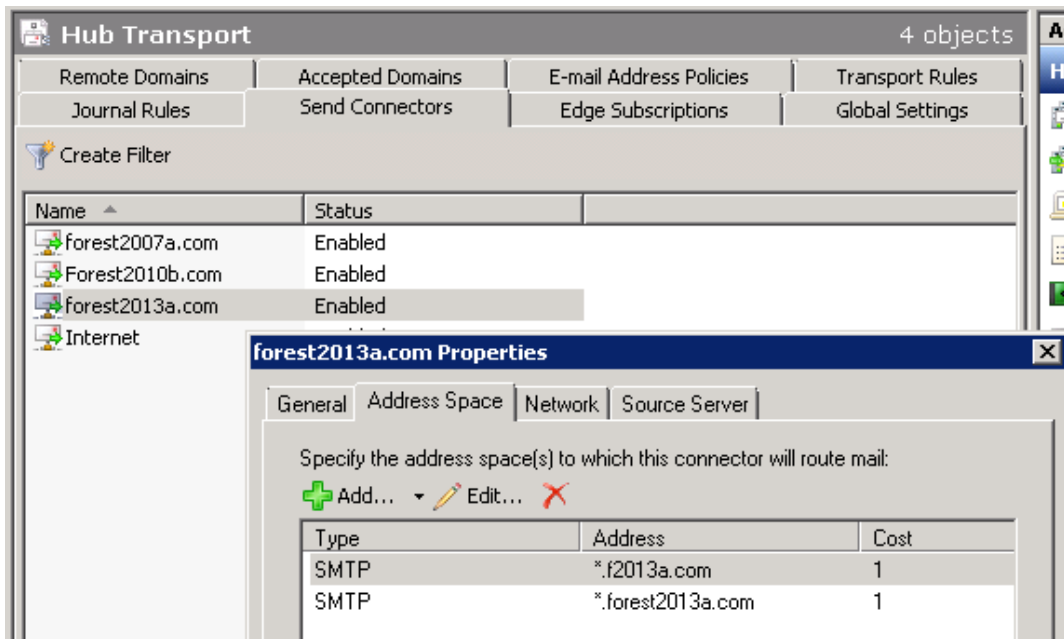 Hub Transport 4 objects
Remote Domains Accepted Domains E-mail Address Policies Transport Rules
Journal Rules Send Connectors Edge Subscriptions Global Settings
Create Filter
Name Status
forest2007a.com Enabled
Forest2010b.com Enabled
forest2013a.com Enabled
Internet
forest2013a.com Properties
General Address Space Network Source Server
Specify the address space(s) to which this connector will route mail:
Add... Edit...
Type Address Cost
SMTP *.f2013a.com 1
SMTP *.forest2013a.com 1